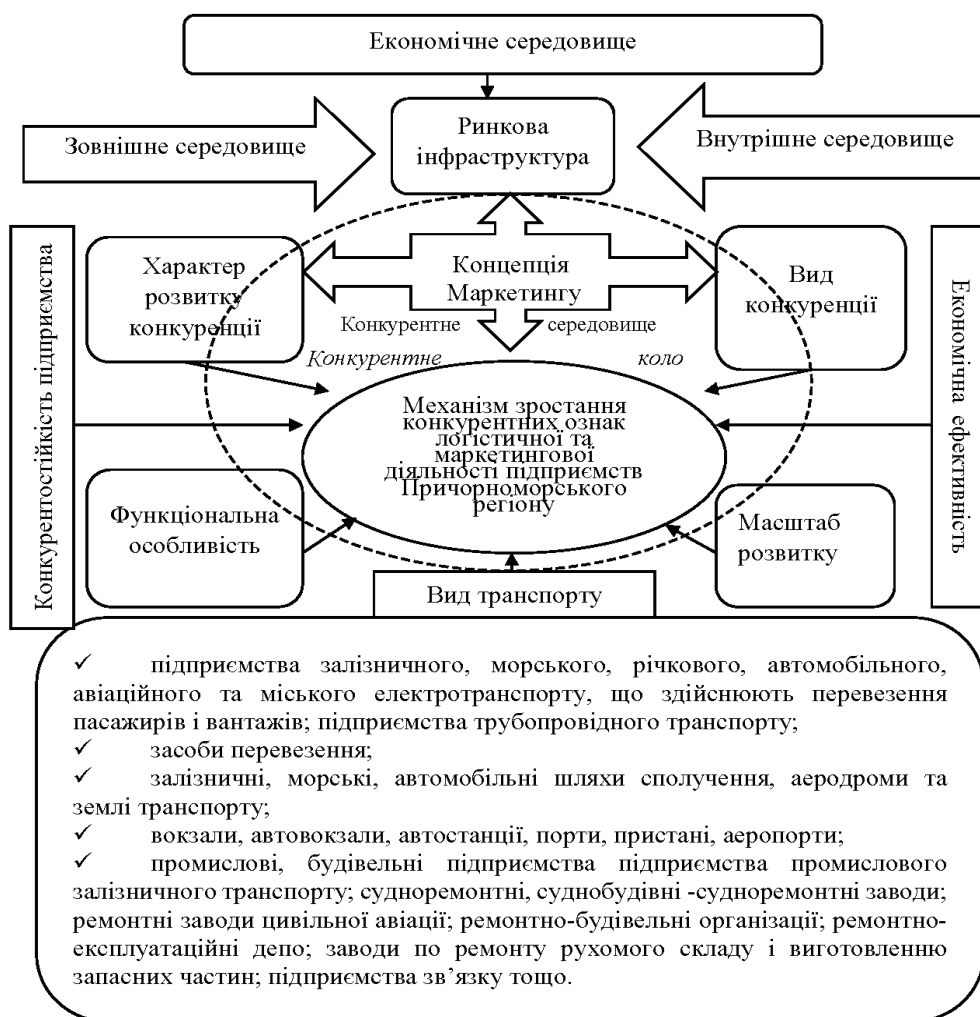 Економічне середовище
Зовнішне середовище
Ринкова
інфраструктура
Внутрішне середовище
Конкурентостійкість підприємства
Характер
розвитку
конкуренції
Концепція
Маркетингу
Вид
конкуренції
Економічна ефективність
Конкурентне середовище
Конкурентне коло
Механізм зростання
конкурентних ознак
логістичної та
маркетингової
діяльності підприємств
Причорноморського
регіону
Функціональна
особливість
Масштаб
розвитку
Вид транспорту
✓ підприємства залізничного, морського, річкового, автомобільного,
авіаційного та міського електротранспорту, що здійснюють перевезення
пасажирів і вантажів; підприємства трубопровідного транспорту;
✓ засоби перевезення;
✓ залізничні, морські, автомобільні шляхи сполучення, аеродроми та
землі транспорту;
✓ вокзали, автовокзали, автостанції, порти, пристані, аеропорти;
✓ промислові, будівельні підприємства підприємства промислового
залізничного транспорту; судноремонтні, суднобудівні -судноремонтні заводи;
ремонтні заводи цивільної авіації; ремонтно-будівельні організації; ремонтно-
експлуатаційні депо; заводи по ремонту рухомого складу і виготовленню
запасних частин; підприємства зв’язку тощо.